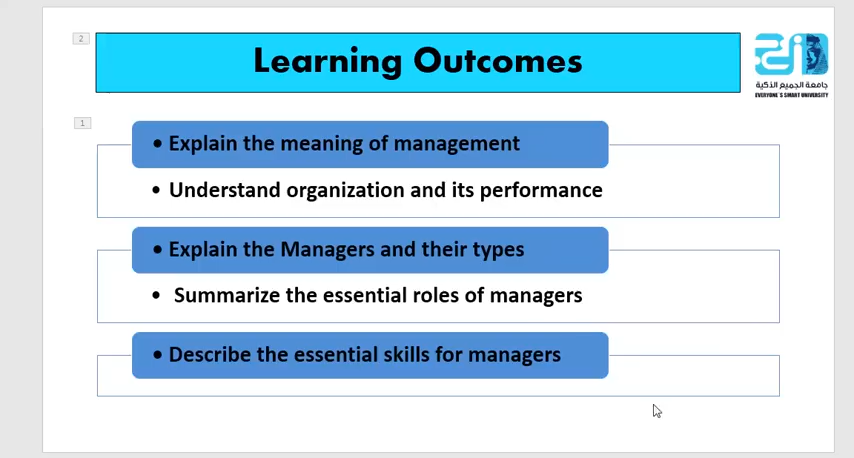 2
Learning Outcomes
جامعة الجميع الذكية
EVERYONE'S SMART UNIVERSITY
1
• Explain the meaning of management
• Understand organization and its performance
• Explain the Managers and their types
• Summarize the essential roles of managers
• Describe the essential skills for managers